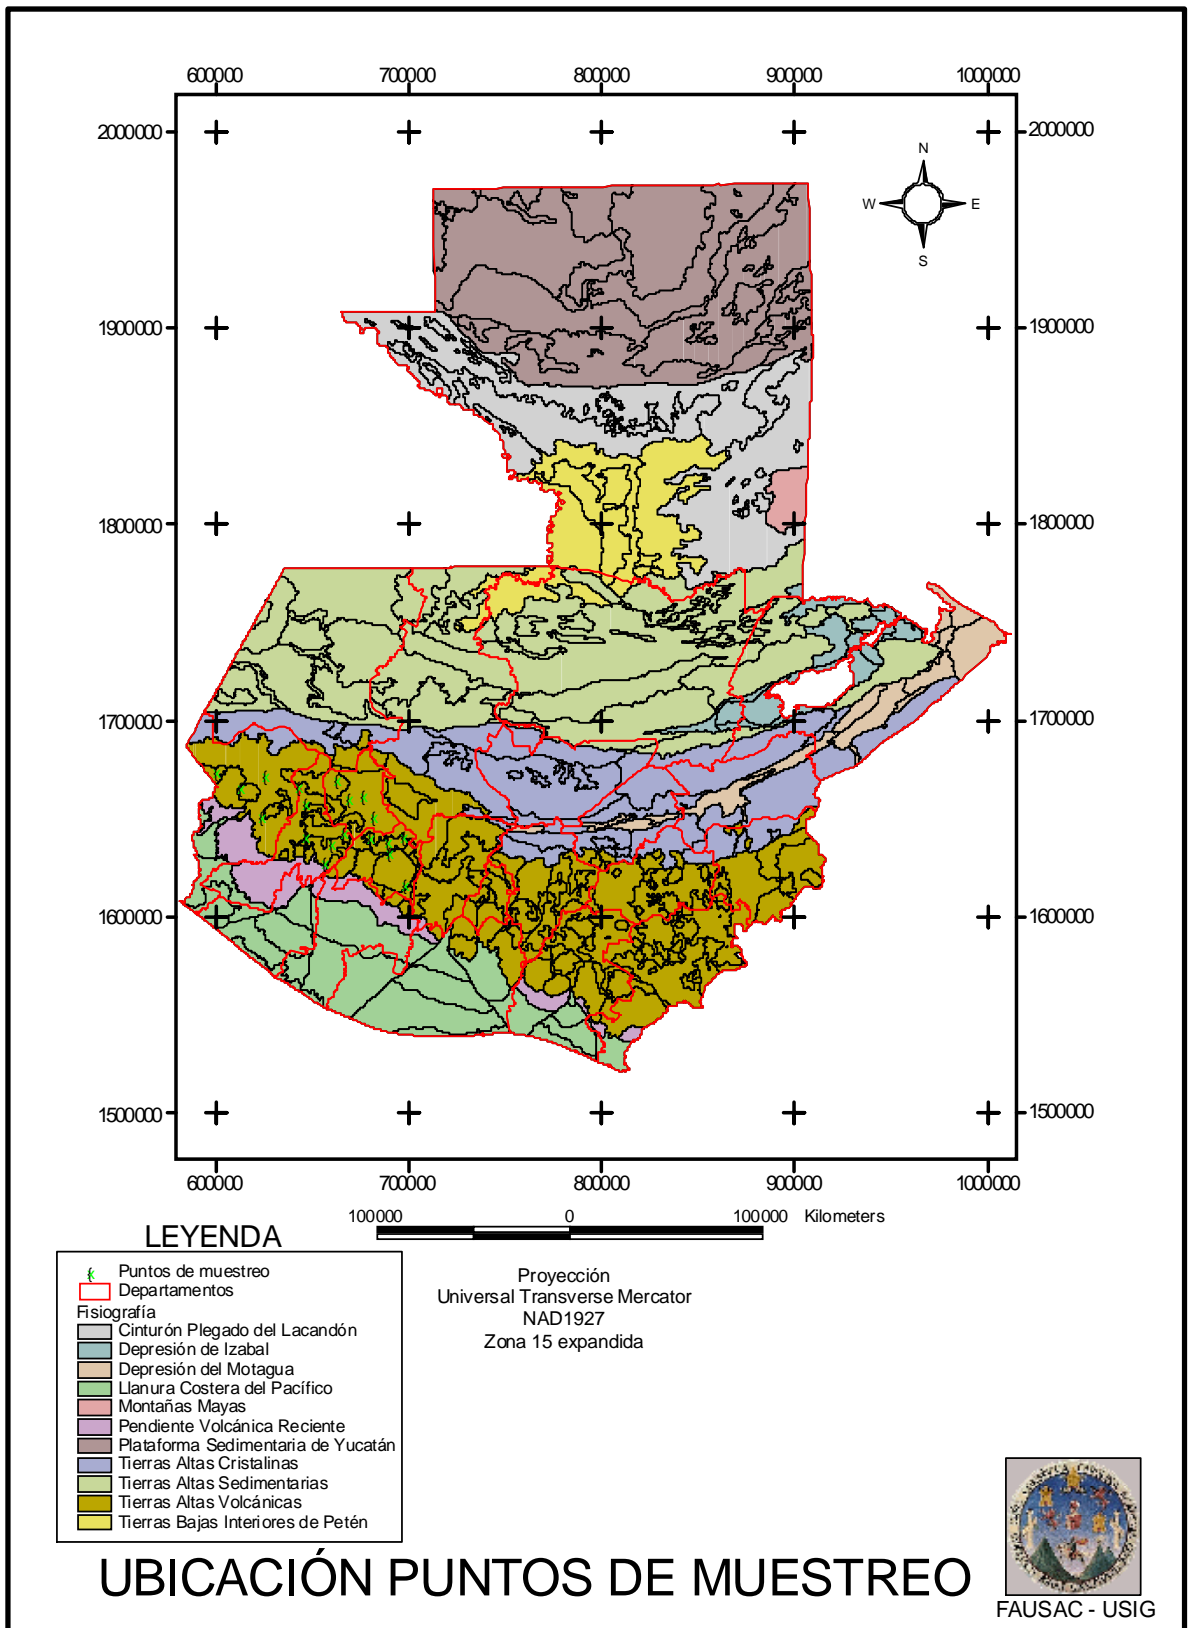 600000 700000 800000 900000 1000000
2000000 2000000
N
W E
S
1900000 1900000
1800000 1800000
1700000 1700000
1600000 1600000
1500000 1500000
600000 700000 800000 900000 1000000
100000 0 100000 Kilometers
LEYENDA
Puntos de muestreo
Departamentos
Fisiografía
Cinturón Plegado del Lacandón
Depresión de Izabal
Depresión del Motagua
Llanura Costera del Pacífico
Montañas Mayas
Pendiente Volcánica Reciente
Plataforma Sedimentaria de Yucatán
Tierras Altas Cristalinas
Tierras Altas Sedimentarias
Tierras Altas Volcánicas
Tierras Bajas Interiores de Petén
Proyección
Universal Transverse Mercator
NAD1927
Zona 15 expandida
UBICACIÓN PUNTOS DE MUESTREO
FAUSAC - USIG